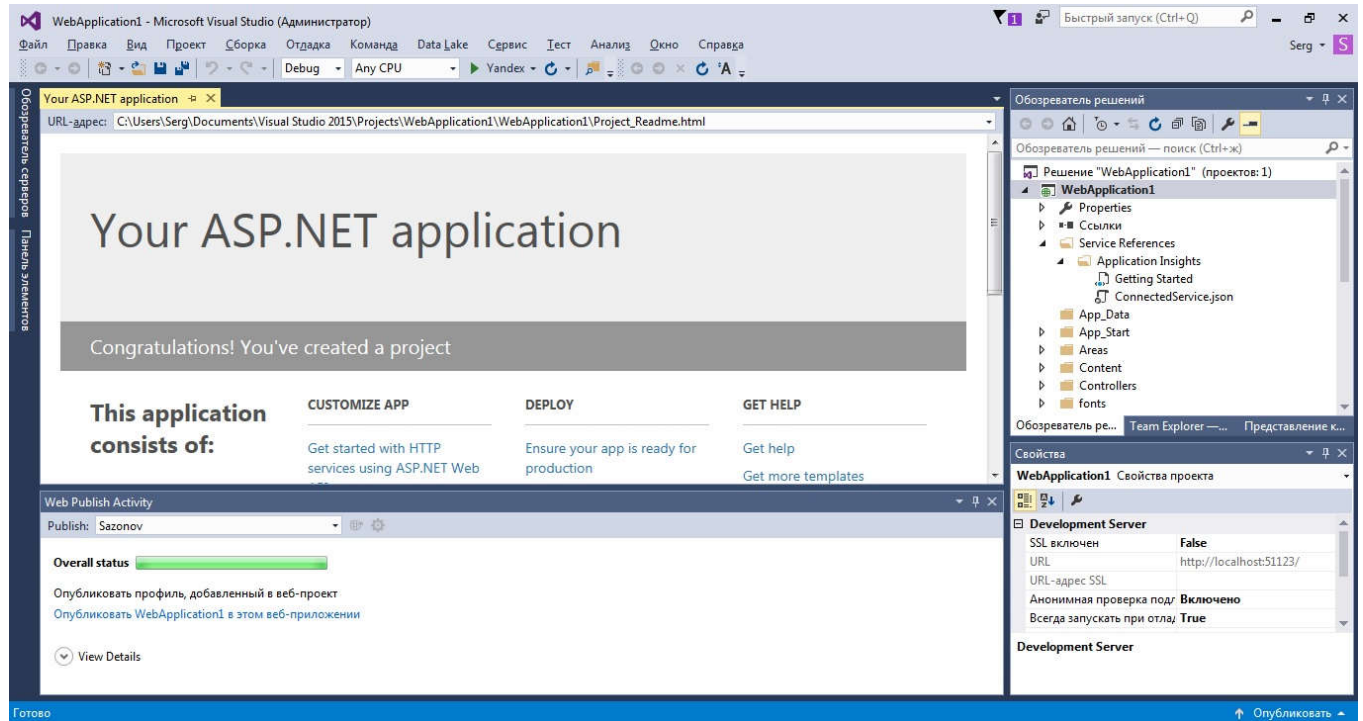 WebApplication1 - Microsoft Visual Studio (Администратор)
1
Быстрый запуск (Ctrl+Q)
Файл Правка Вид Проект Сборка Отладка Команда Data Lake Сервис Тест Анализ Окно Справка
Serg
S
Debug
Any CPU
Yandex
Обозреватель серверов
Панель элементов
Your ASP.NET application
URL-адрес: C:\Users\Serg\Documents\Visual Studio 2015\Projects\WebApplication1\WebApplication1\Project_Readme.html
Your ASP.NET application
Congratulations! You've created a project
This application
consists of:
CUSTOMIZE APP
Get started with HTTP
services using ASP.NET Web
DEPLOY
Ensure your app is ready for
production
GET HELP
Get help
Get more templates
Web Publish Activity
Publish: Sazonov
Overall status
Опубликовать профиль, добавленный в веб-проект
Опубликовать WebApplication1 в этом веб-приложении
View Details
Обозреватель решений
Обозреватель решений — поиск (Ctrl+ж)
Решение "WebApplication1" (проектов: 1)
WebApplication1
Properties
Ссылки
Service References
Application Insights
Getting Started
ConnectedService.json
App_Data
App_Start
Areas
Content
Controllers
fonts
Обозреватель ре... Team Explorer —... Представление к...
Свойства
WebApplication1 Свойства проекта
Development Server
SSL включен False
URL http://localhost:51123/
URL-адрес SSL
Анонимная проверка подл Включено
Всегда запускать при отлад True
Development Server
Готово
Опубликовать